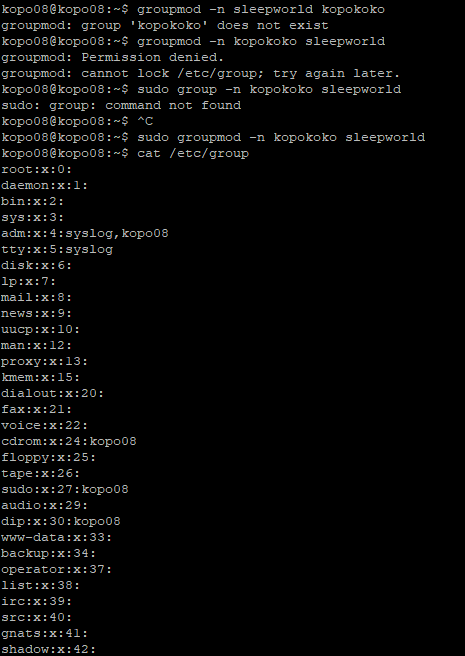 kopo08@kopo08:~$ groupmod -n sleepworld kopokoko
groupmod: group 'kopokoko' does not exist
kopo08@kopo08:~$ groupmod -n kopokoko sleepworld
groupmod: Permission denied.
groupmod: cannot lock /etc/group; try again later.
kopo08@kopo08:~$ sudo group -n kopokoko sleepworld
sudo: group: command not found
kopo08@kopo08:~$ ^C
kopo08@kopo08:~$ sudo groupmod -n kopokoko sleepworld
kopo08@kopo08:~$ cat /etc/group
root:x:0:
daemon:x:1:
bin:x:2:
sys:x:3:
adm:x:4:syslog,kopo08
tty:x:5:syslog
disk:x:6:
lp:x:7:
mail:x:8:
news:x:9:
uucp:x:10:
man:x:12:
proxy:x:13:
kmem:x:15:
dialout:x:20:
fax:x:21:
voice:x:22:
cdrom:x:24:kopo08
floppy:x:25:
tape:x:26:
sudo:x:27:kopo08
audio:x:29:
dip:x:30:kopo08
www-data:x:33:
backup:x:34:
operator:x:37:
list:x:38:
irc:x:39:
src:x:40:
gnats:x:41:
shadow:x:42: